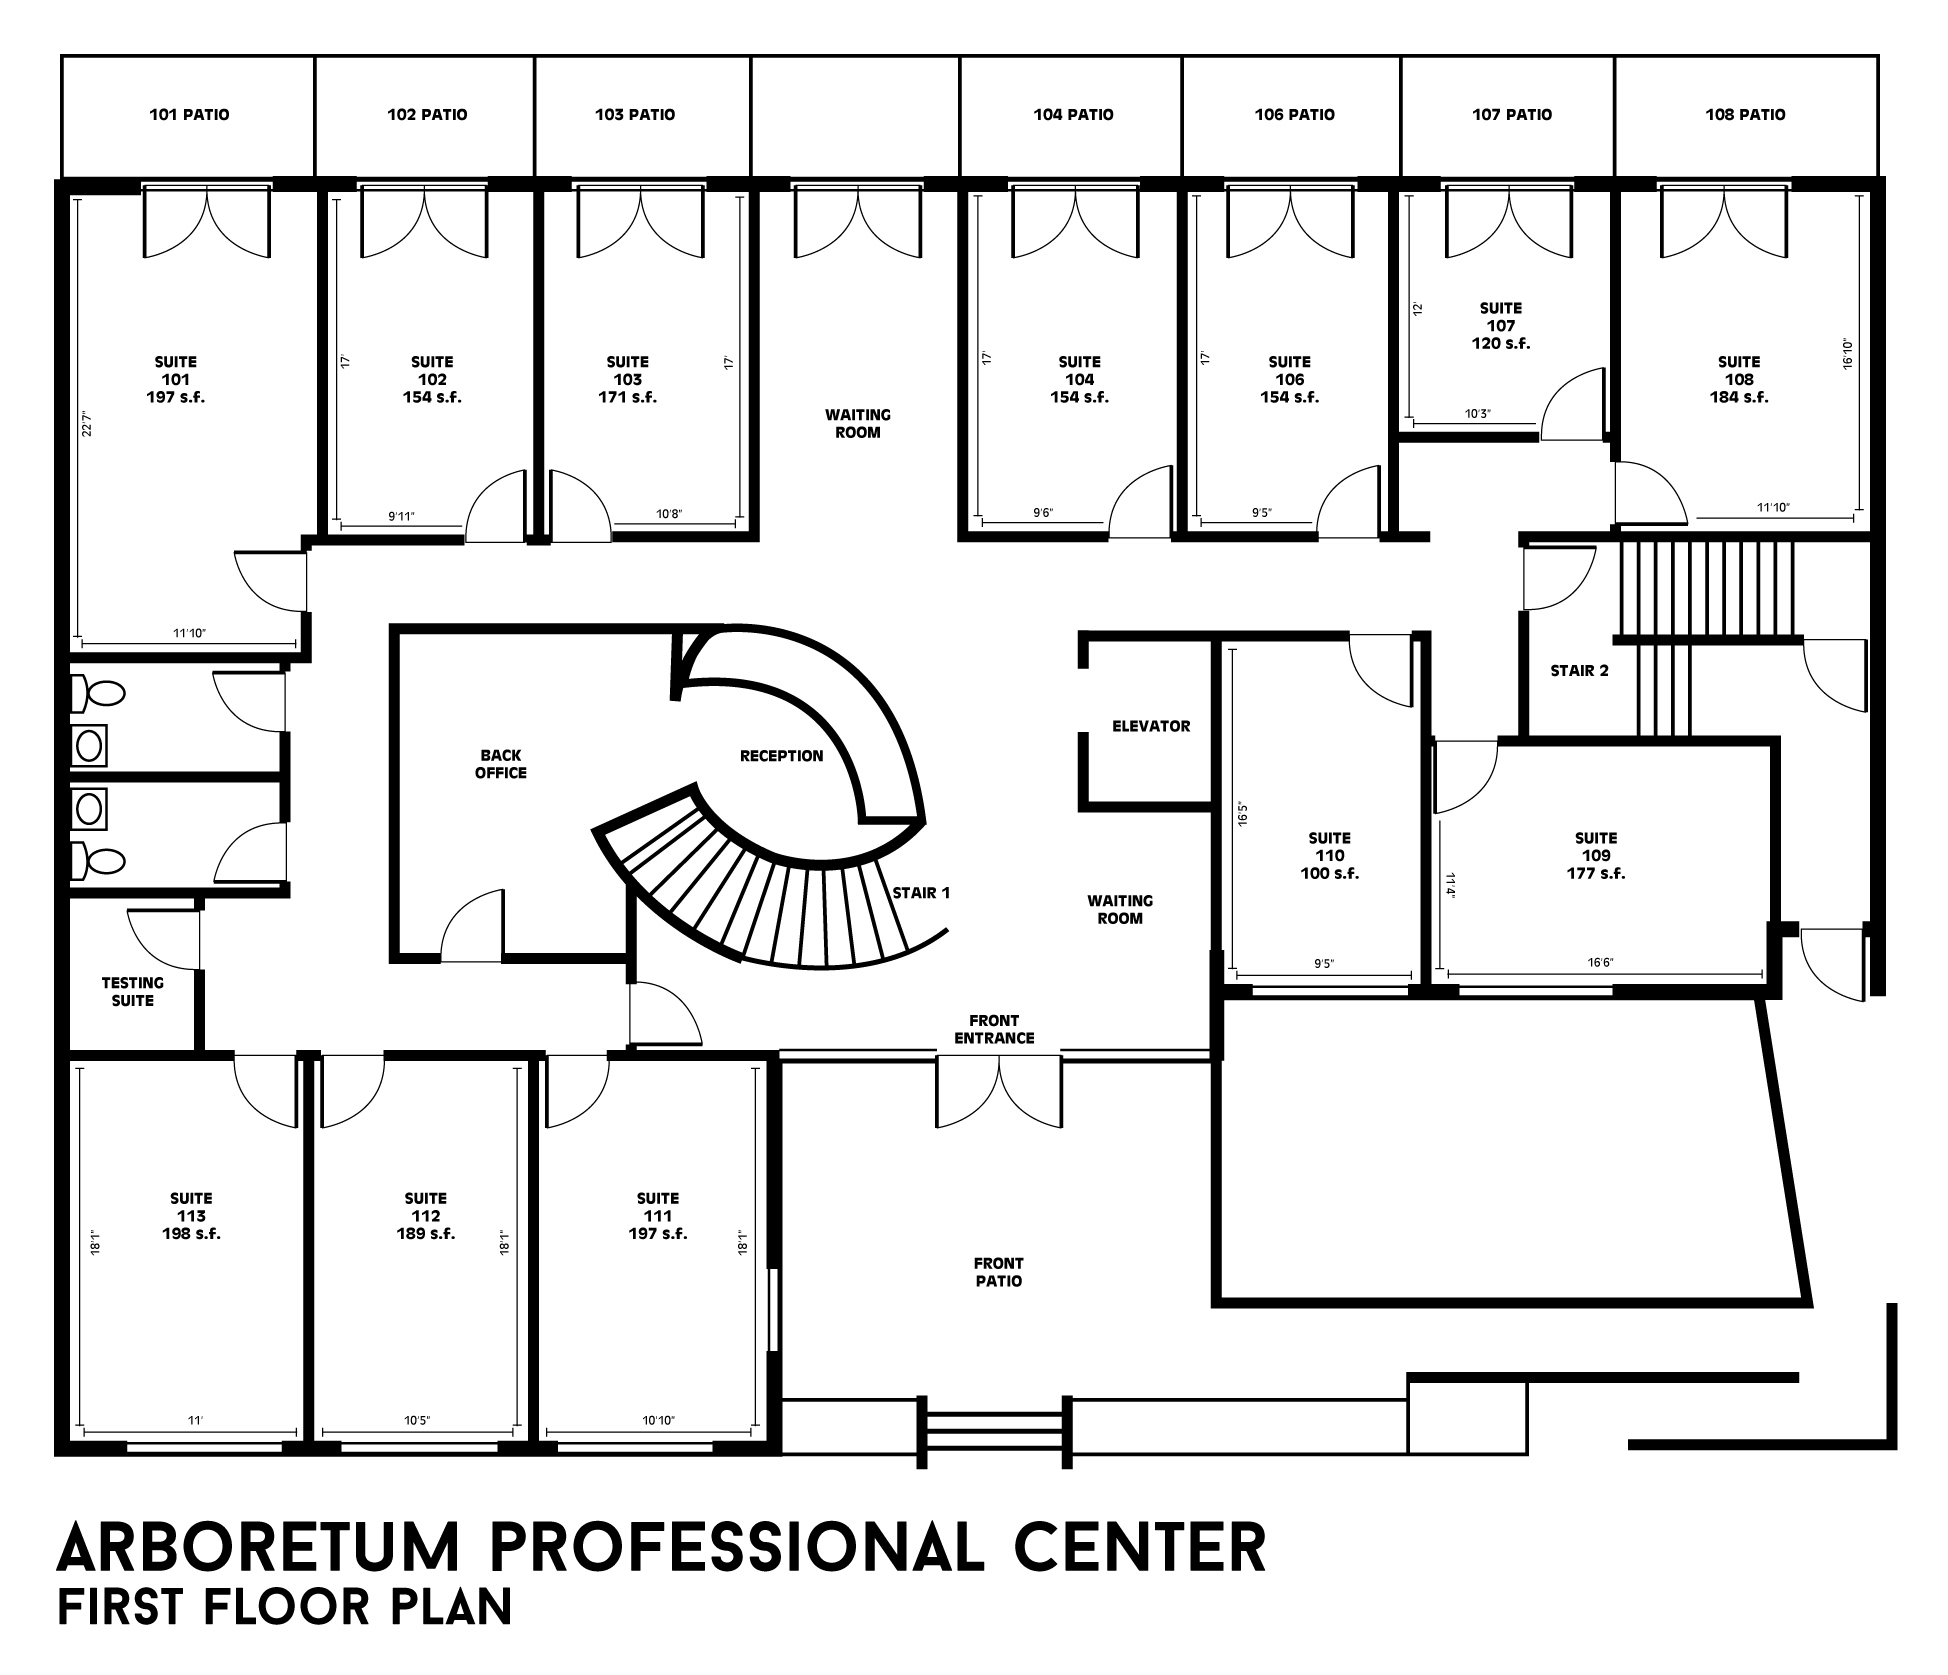 101 PATIO
102 PATIO
103 PATIO
104 PATIO
106 PATIO
107 PATIO
108 PATIO
SUITE
101
197 s.f.
22'7"
11'10"
SUITE
102
154 s.f.
17'
9'11"
SUITE
103
171 s.f.
17'
10'8"
WAITING
ROOM
SUITE
104
154 s.f.
17'
9'6"
SUITE
106
154 s.f.
17'
9'5"
SUITE
107
120 s.f.
12'
10'3"
SUITE
108
184 s.f.
16'10"
11'10"
STAIR 2
ELEVATOR
BACK
OFFICE
RECEPTION
STAIR 1
WAITING
ROOM
SUITE
110
100 s.f.
16'5"
9'5"
SUITE
109
177 s.f.
11'4"
16'6"
TESTING
SUITE
FRONT
ENTRANCE
SUITE
113
198 s.f.
18'1"
11'
SUITE
112
189 s.f.
18'1"
10'5"
SUITE
111
197 s.f.
18'1"
10'10"
FRONT
PATIO
ARBORETUM PROFESSIONAL CENTER
FIRST FLOOR PLAN